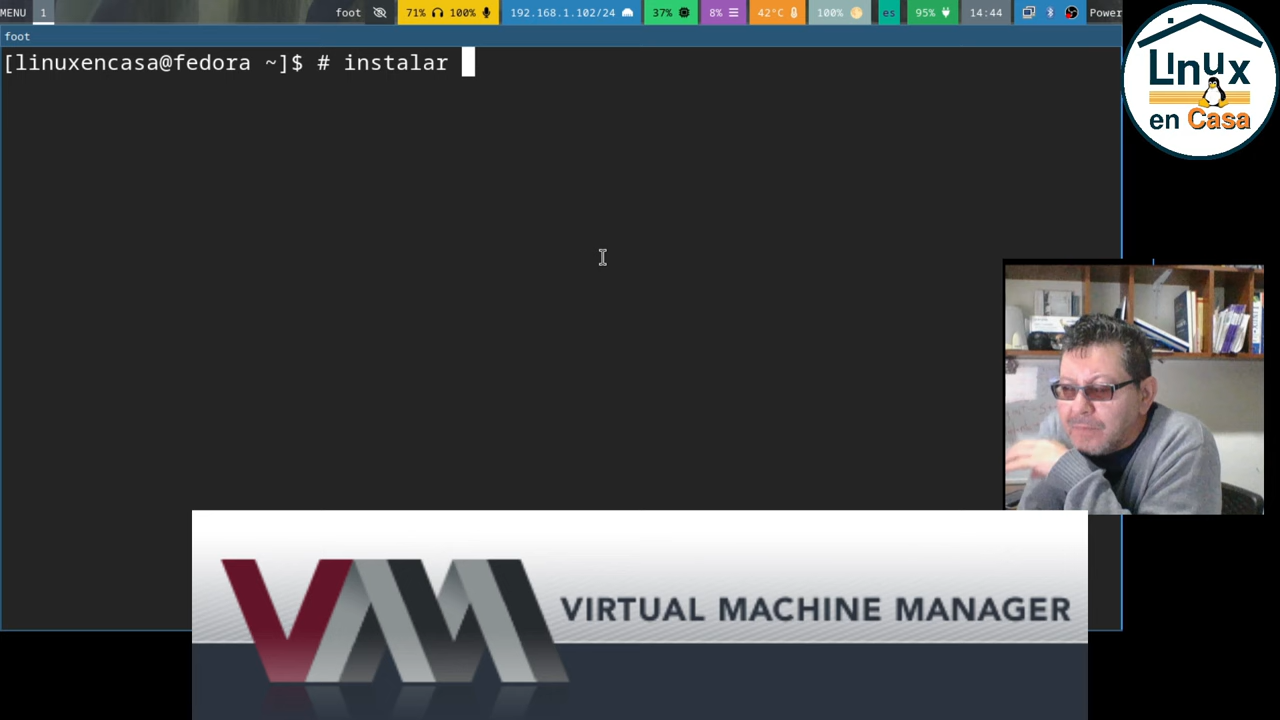 MENU 1 foot 71% 100% 192.168.1.102/24 37% 8% 42°C 100% es 95% 14:44 Power
foot
[linuxencasa@fedora ~]$ # instalar
Linux
en Casa
VIRTUAL MACHINE MANAGER